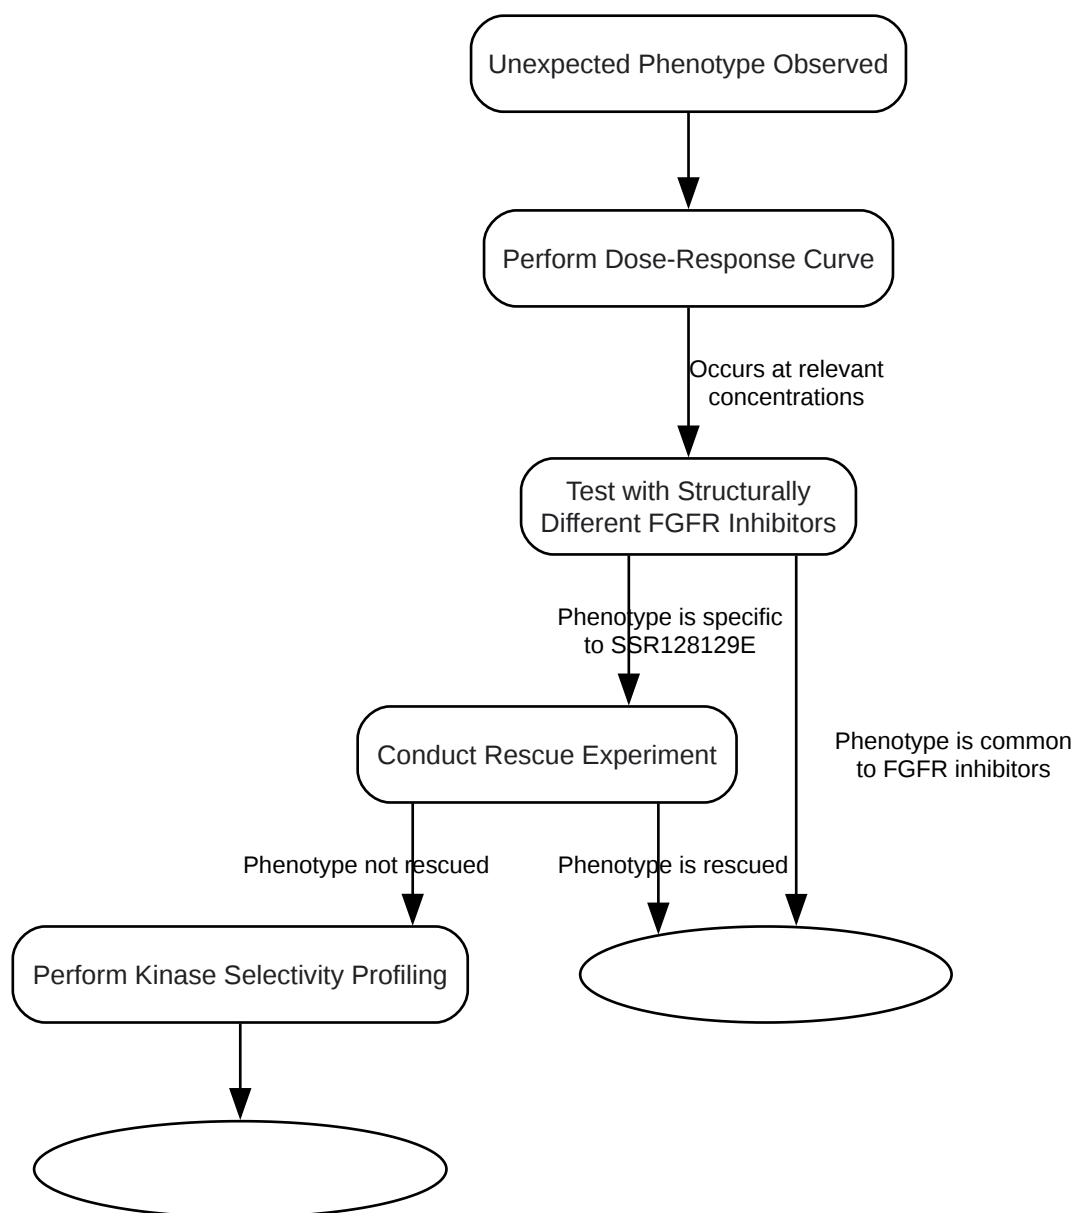 Unexpected Phenotype Observed
Perform Dose-Response Curve
Occurs at relevant
concentrations
Test with Structurally
Different FGFR Inhibitors
Phenotype is specific
to SSR128129E
Conduct Rescue Experiment
Phenotype is common
to FGFR inhibitors
Phenotype not rescued
Phenotype is rescued
Perform Kinase Selectivity Profiling